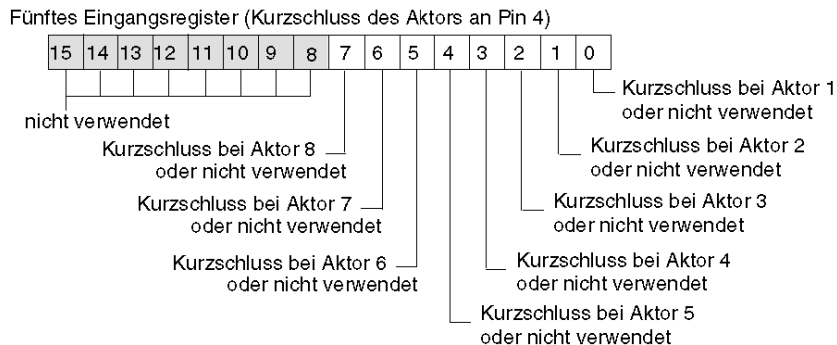 Fünftes Eingangsregister (Kurzschluss des Aktors an Pin 4)
15 14 13 12 11 10 9 8 7 6 5 4 3 2 1 0
Kurzschluss bei Aktor 1
oder nicht verwendet
nicht verwendet
Kurzschluss bei Aktor 8
oder nicht verwendet
Kurzschluss bei Aktor 2
oder nicht verwendet
Kurzschluss bei Aktor 7
oder nicht verwendet
Kurzschluss bei Aktor 3
oder nicht verwendet
Kurzschluss bei Aktor 6
oder nicht verwendet
Kurzschluss bei Aktor 4
oder nicht verwendet
Kurzschluss bei Aktor 5
oder nicht verwendet